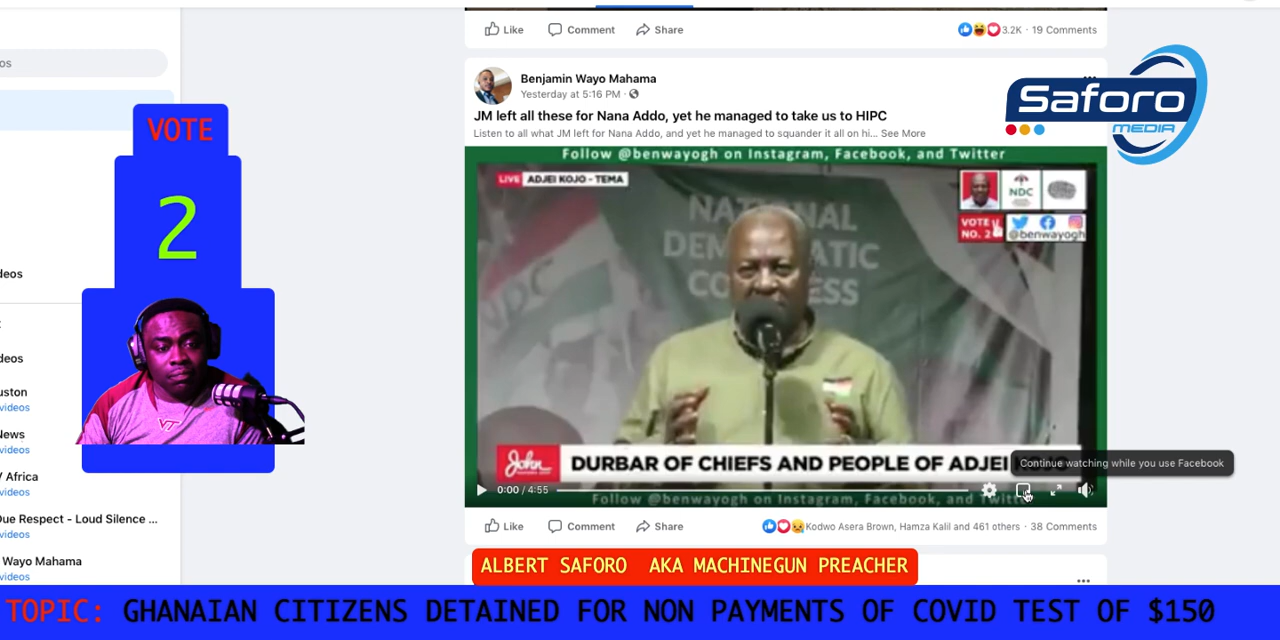 Like
Comment
Share
3.2K · 19 Comments
os
Benjamin Wayo Mahama
Yesterday at 5:16 PM ·
JM left all these for Nana Addo, yet he managed to take us to HIPC
Listen to all what JM left for Nana Addo, and yet he managed to squander it all on hi... See More
Saforo
MEDIA
VOTE
2
Follow @benwayogh on Instagram, Facebook, and Twitter
LIVE ADJEI KOJO - TEMA
NDC
VOTE
NO. 2
@benwayogh
NATIONAL
DEMOCRATIC
CONGRESS
NDC
VT
deos
deos
uston
videos
News
videos
V Africa
videos
Due Respect - Loud Silence ...
videos
Wayo Mahama
videos
John
DURBAR OF CHIEFS AND PEOPLE OF ADJEI
Continue watching while you use Facebook
0:00 / 4:55
Follow @benwayogh on Instagram, Facebook, and Twitter
Like
Comment
Share
Kodwo Asera Brown, Hamza Kalil and 461 others · 38 Comments
ALBERT SAFORO AKA MACHINEGUN PREACHER
TOPIC: GHANAIAN CITIZENS DETAINED FOR NON PAYMENTS OF COVID TEST OF $150